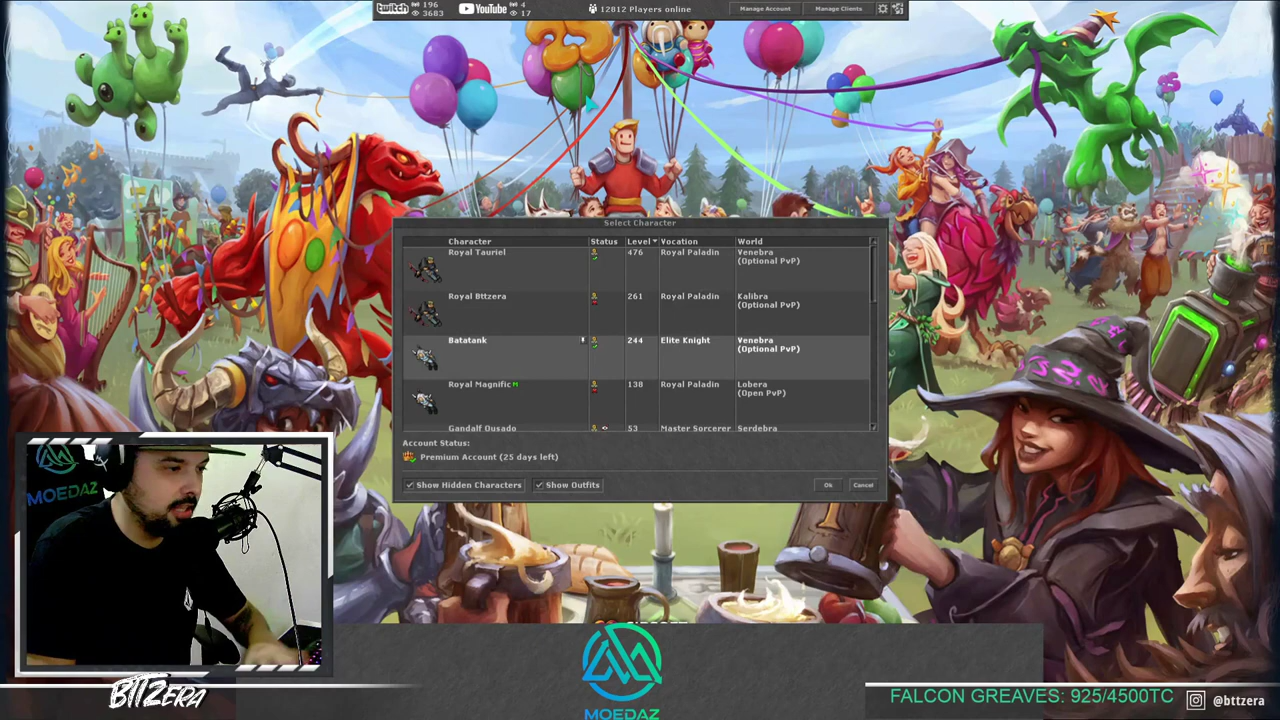 twitch 196 3683 YouTube 4 17 12812 Players online Manage Account Manage Clients
25
Select Character
Character Status Level Vocation World
Royal Tauriel 476 Royal Paladin Venebra
(Optional PvP)
Royal Bttzera 261 Royal Paladin Kalibra
(Optional PvP)
Batatank 244 Elite Knight Venebra
(Optional PvP)
Royal Magnific 138 Royal Paladin Lobera
(Open PvP)
Gandalf Ousado 53 Master Sorcerer Serdebra
Account Status:
Premium Account (25 days left)
Show Hidden Characters Show Outfits Ok Cancel
MOEDAZ
BTTZERA
MOEDAZ
FALCON GREAVES: 925/4500TC @bttzera